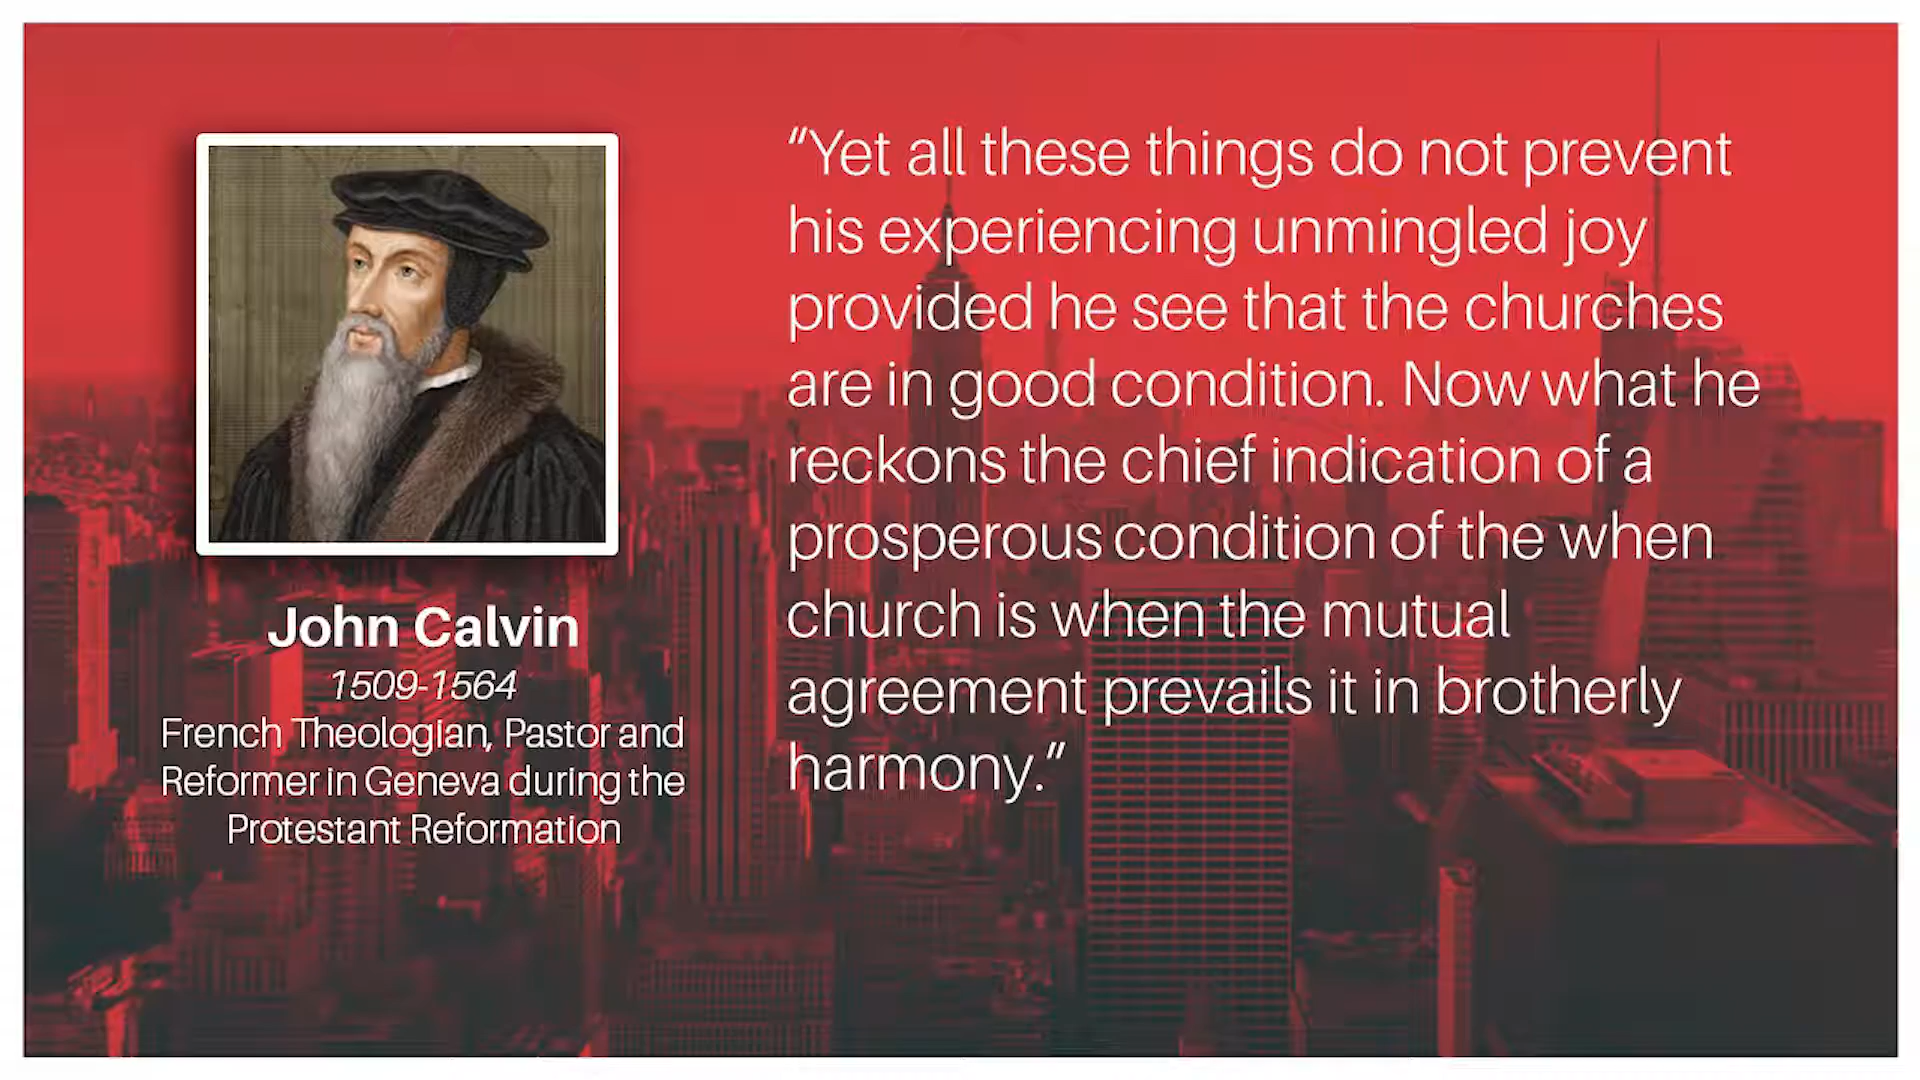 John Calvin
1509-1564
French Theologian, Pastor and
Reformer in Geneva during the
Protestant Reformation
“Yet all these things do not prevent
his experiencing unmingled joy
provided he see that the churches
are in good condition. Now what he
reckons the chief indication of a
prosperous condition of the when
church is when the mutual
agreement prevails it in brotherly
harmony.”